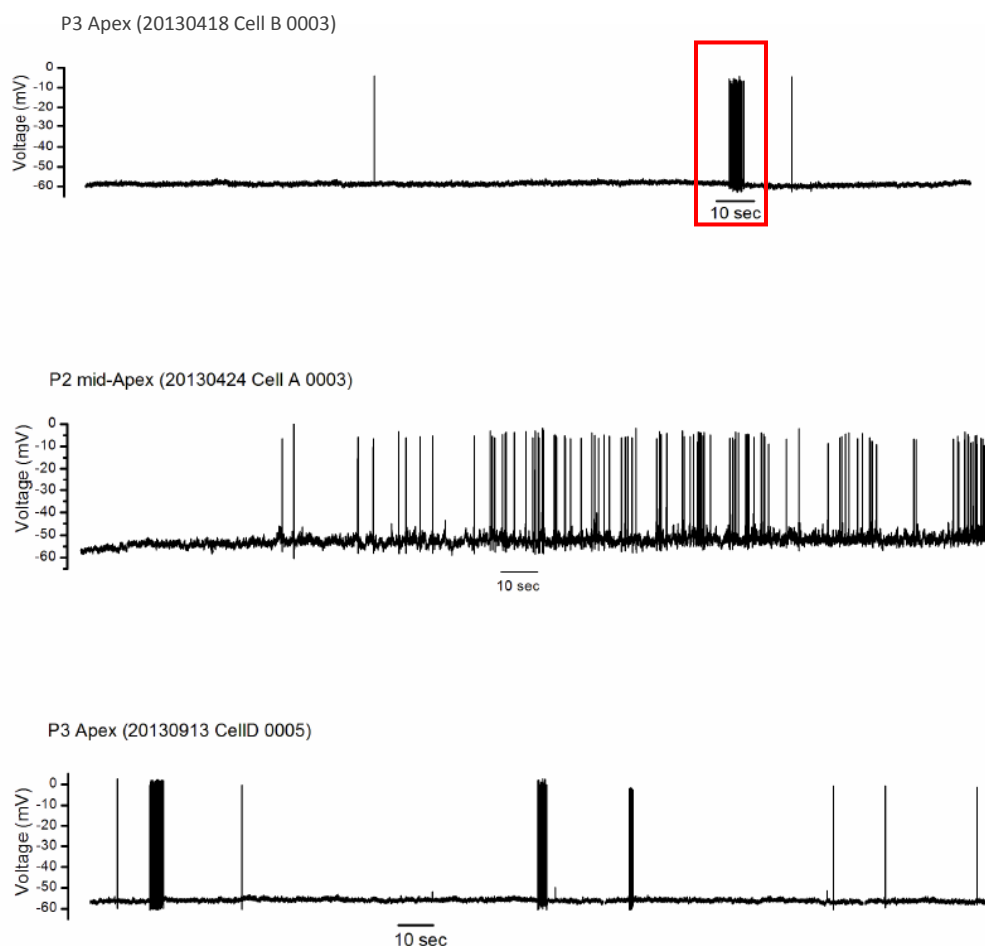 P3 Apex (20130418 Cell B 0003)
Voltage (mV)
0
-10
-20
-30
-40
-50
-60
10 sec
P2 mid-Apex (20130424 Cell A 0003)
Voltage (mV)
0
-10
-20
-30
-40
-50
-60
10 sec
P3 Apex (20130913 CellD 0005)
Voltage (mV)
0
-10
-20
-30
-40
-50
-60
10 sec